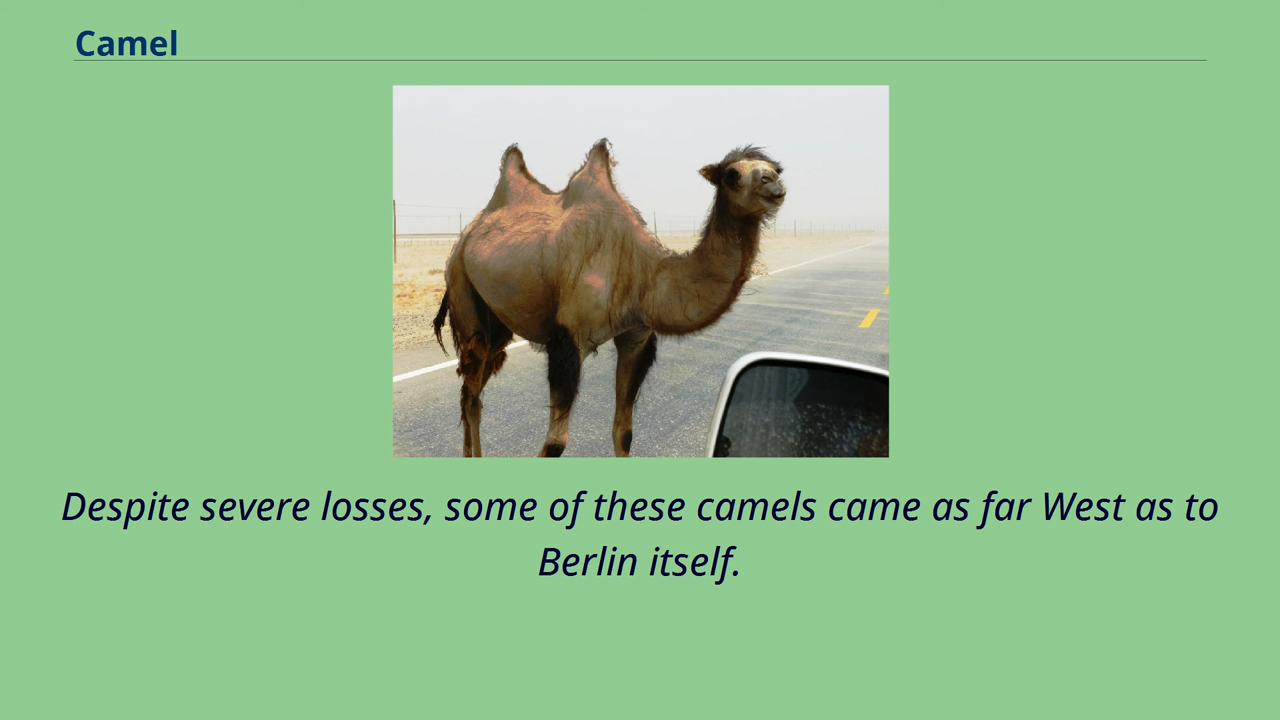 Camel
Despite severe losses, some of these camels came as far West as to
Berlin itself.